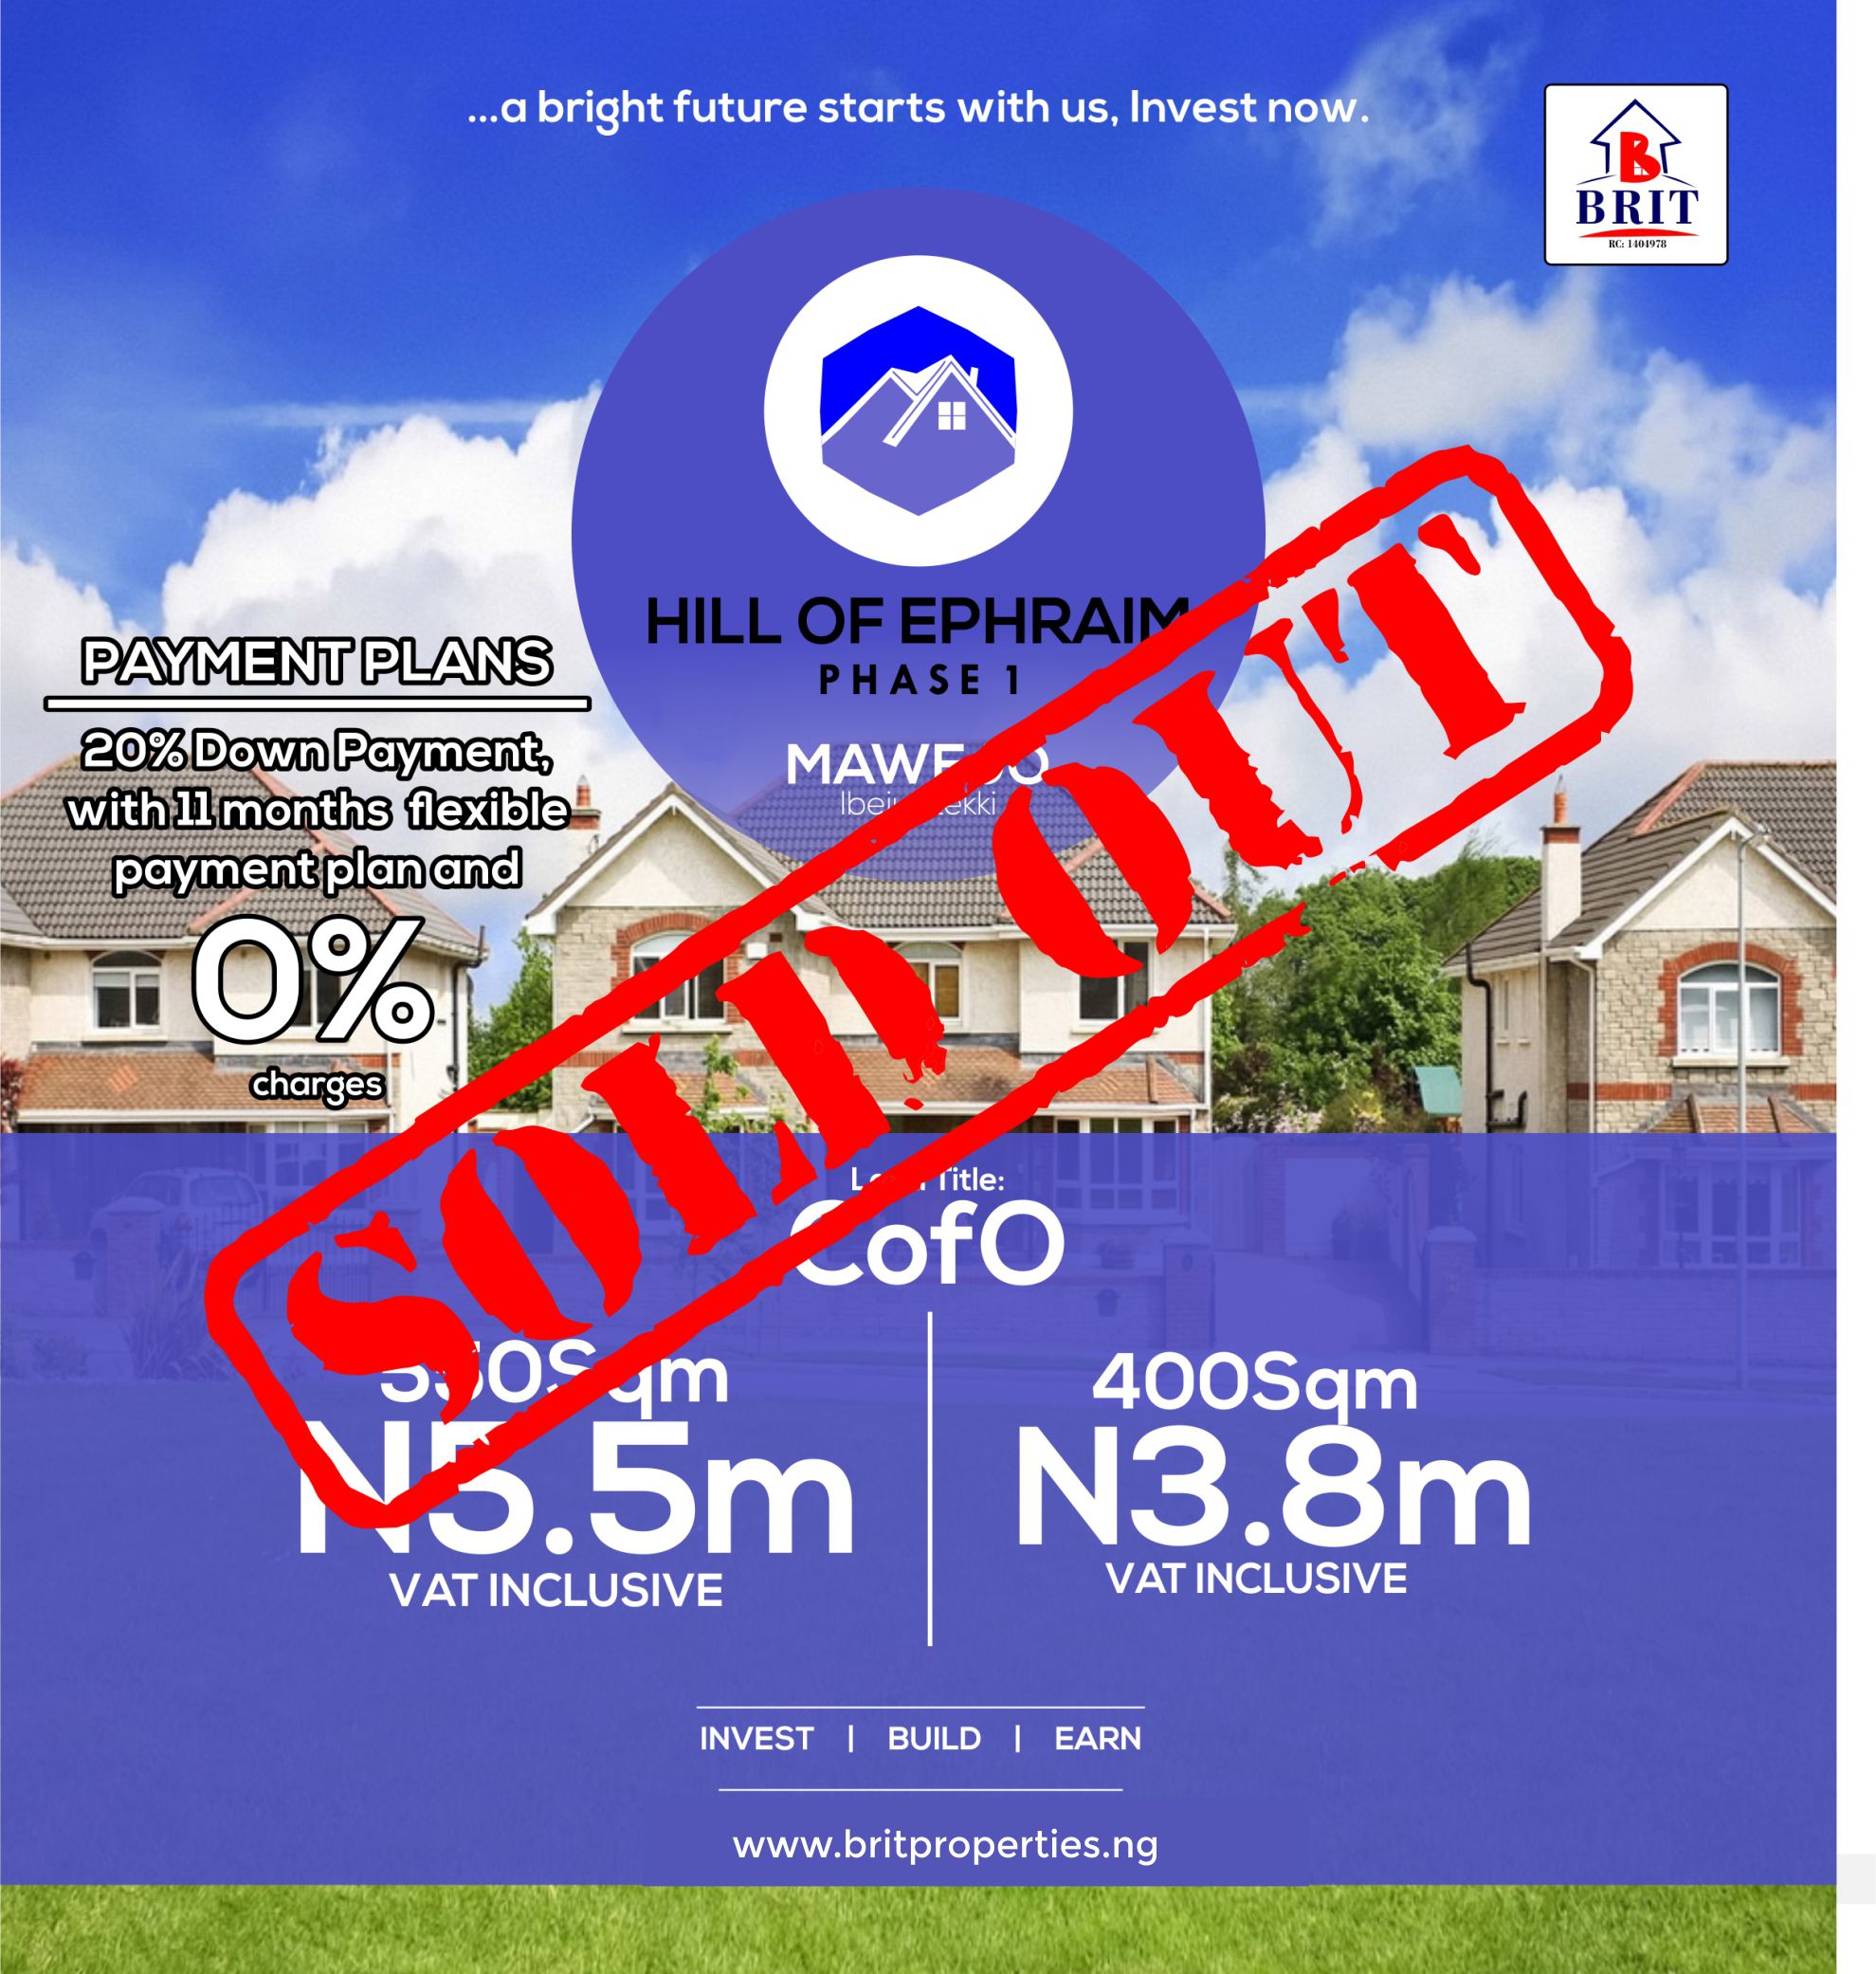 ...a bright future starts with us, Invest now.
B
BRIT
RC: 1404978
HILL OF EPHRAIM
PHASE 1
PAYMENT PLANS
20% Down Payment,
with 11 months flexible
payment plan and
0%
charges
SOLD OUT
Title:
CofO
550Sqm
N5.5m
VAT INCLUSIVE
400Sqm
N3.8m
VAT INCLUSIVE
INVEST | BUILD | EARN
www.britproperties.ng